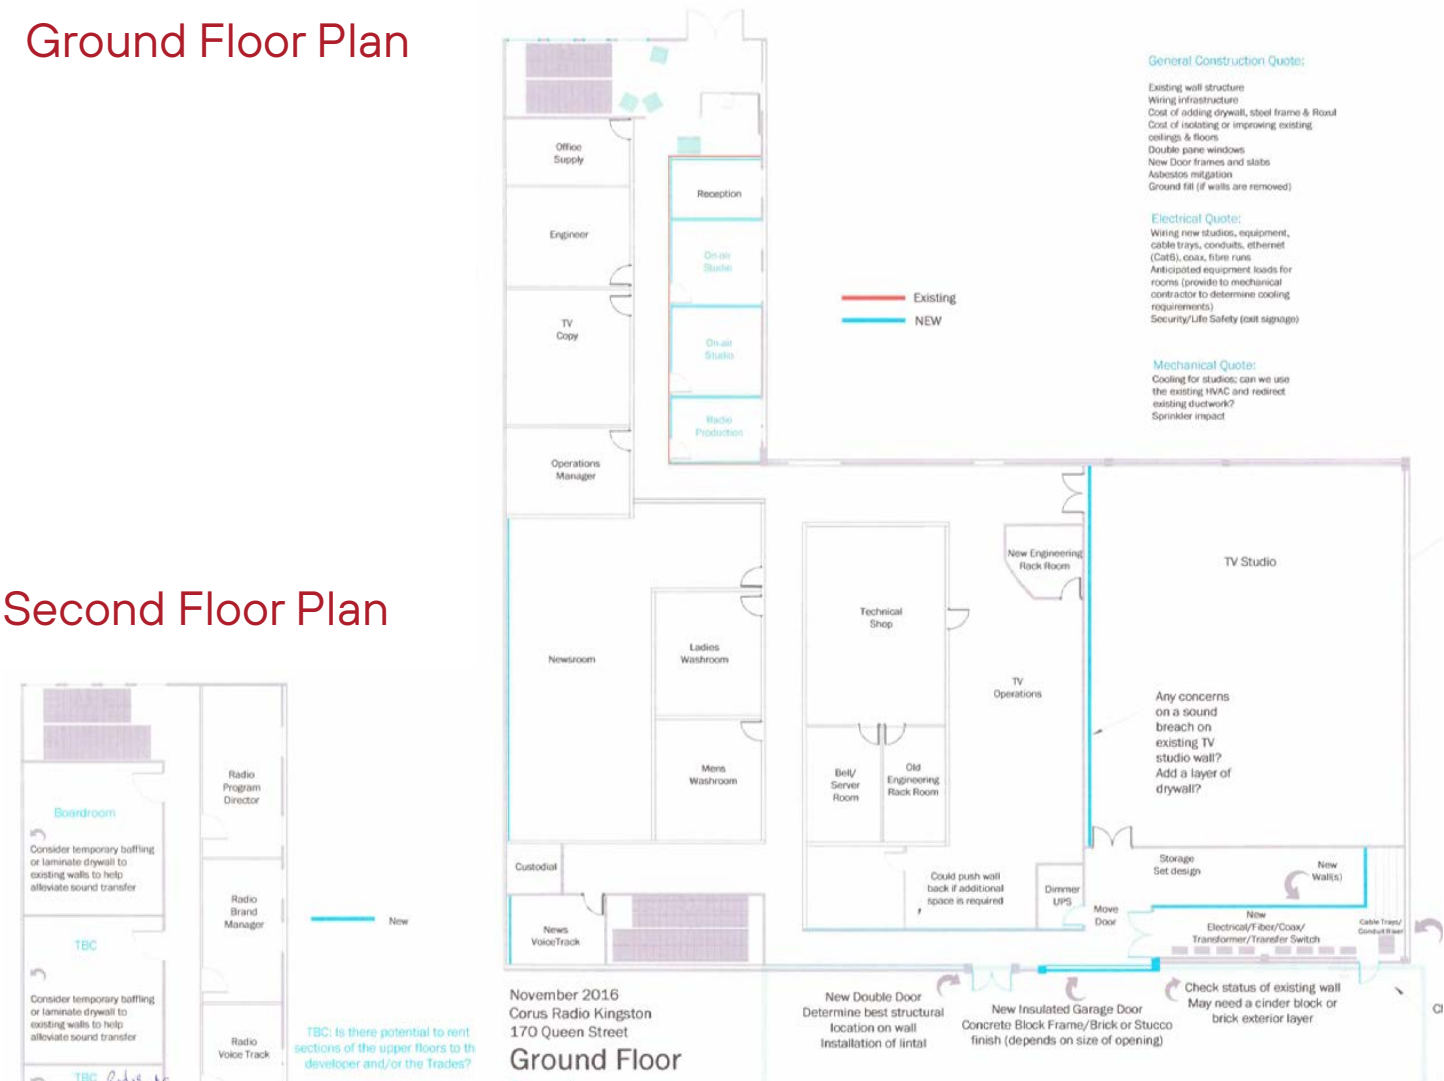 Ground Floor Plan
General Construction Quote:
Existing wall structure
Wiring infrastructure
Cost of adding drywall, steel frame & Roxul
Cost of isolating or improving existing
ceilings & floors
Double pane windows
New Door frames and slabs
Asbestos mitgation
Ground fill (if walls are removed)
Electrical Quote:
Wiring new studios, equipment,
cable trays, conduits, ethernet
(Cat6), coax, fibre runs
Anticipated equipment loads for
rooms (provide to mechanical
contractor to determine cooling
requirements)
Security/Life Safety (exit signage)
Mechanical Quote:
Cooling for studios; can we use
the existing HVAC and redirect
existing ductwork?
Sprinkler impact
Existing
NEW
Office
Supply
Engineer
TV
Copy
Operations
Manager
Reception
On-air
Studio
On-air
Studio
Radio
Production
Newsroom
Ladies
Washroom
Mens
Washroom
Custodial
News
VoiceTrack
Technical
Shop
Bell/
Server
Room
Old
Engineering
Rack Room
New Engineering
Rack Room
TV
Operations
TV Studio
Any concerns
on a sound
breach on
existing TV
studio wall?
Add a layer of
drywall?
Could push wall
back if additional
space is required
Dimmer
UPS
Move
Door
Storage
Set design
New
Wall(s)
New
Electrical/Fiber/Coax/
Transformer/Transfer Switch
Cable Trays/
Conduit Riser
New Double Door
Determine best structural
location on wall
Installation of lintal
New Insulated Garage Door
Concrete Block Frame/Brick or Stucco
finish (depends on size of opening)
Check status of existing wall
May need a cinder block or
brick exterior layer
November 2016
Corus Radio Kingston
170 Queen Street
Ground Floor
Second Floor Plan
Boardroom
Consider temporary baffling
or laminate drywall to
existing walls to help
alleviate sound transfer
TBC
Consider temporary baffling
or laminate drywall to
existing walls to help
alleviate sound transfer
TBC
Radio
Program
Director
Radio
Brand
Manager
Radio
Voice Track
New
TBC: Is there potential to rent
sections of the upper floors to th
developer and/or the Trades?